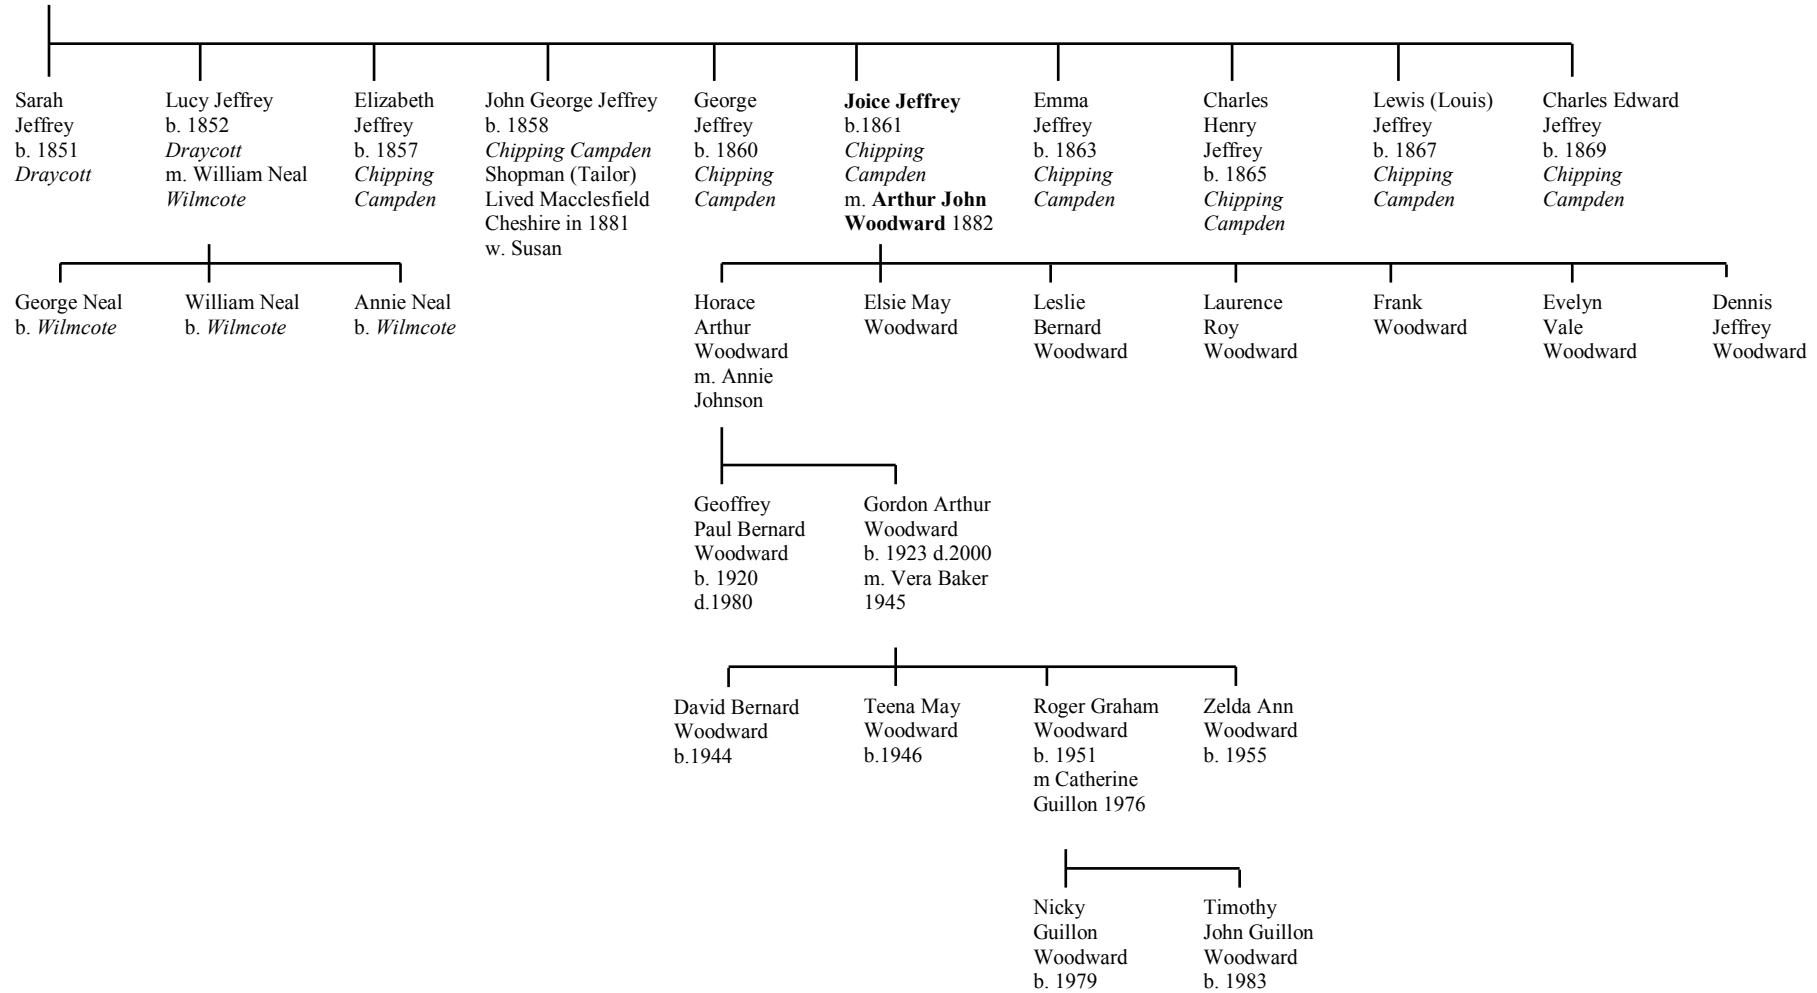 Sarah
Jeffrey
b. 1851
Draycott
Lucy Jeffrey
b. 1852
Draycott
m. William Neal
Wilmcote
Elizabeth
Jeffrey
b. 1857
Chipping
Campden
John George Jeffrey
b. 1858
Chipping Campden
Shopman (Tailor)
Lived Macclesfield
Cheshire in 1881
w. Susan
George
Jeffrey
b. 1860
Chipping
Campden
Joice Jeffrey
b.1861
Chipping
Campden
m. Arthur John
Woodward 1882
Emma
Jeffrey
b. 1863
Chipping
Campden
Charles
Henry
Jeffrey
b. 1865
Chipping
Campden
Lewis (Louis)
Jeffrey
b. 1867
Chipping
Campden
Charles Edward
Jeffrey
b. 1869
Chipping
Campden
George Neal
b. Wilmcote
William Neal
b. Wilmcote
Annie Neal
b. Wilmcote
Horace
Arthur
Woodward
m. Annie
Johnson
Elsie May
Woodward
Leslie
Bernard
Woodward
Laurence
Roy
Woodward
Frank
Woodward
Evelyn
Vale
Woodward
Dennis
Jeffrey
Woodward
Geoffrey
Paul Bernard
Woodward
b. 1920
d.1980
Gordon Arthur
Woodward
b. 1923 d.2000
m. Vera Baker
1945
David Bernard
Woodward
b.1944
Teena May
Woodward
b.1946
Roger Graham
Woodward
b. 1951
m Catherine
Guillon 1976
Zelda Ann
Woodward
b. 1955
Nicky
Guillon
Woodward
b. 1979
Timothy
John Guillon
Woodward
b. 1983